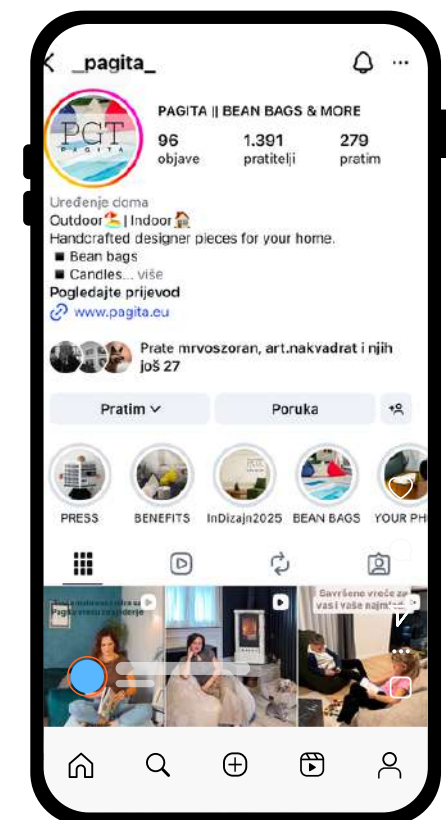 _pagita_
PGT
PAGITA
PAGITA || BEAN BAGS & MORE
96 1.391 279
objave pratitelji pratim
Uređenje doma
Outdoor🏖️ | Indoor🏠
Handcrafted designer pieces for your home.
◾ Bean bags
◾ Candles... više
Pogledajte prijevod
www.pagita.eu
Prate mrvoszoran, art.nakvadrat i njih
još 27
Pratim Poruka
PRESS BENEFITS InDizajn2025 BEAN BAGS YOUR PH
Savršene vreće za
vas i vaše najm